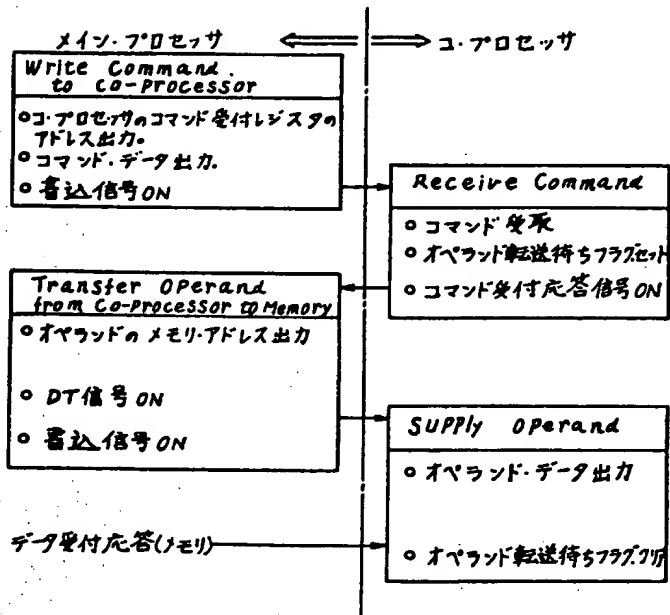 メイン・プロセッサ
コ・プロセッサ
Write Command
to Co-Processor
○コ・プロセッサのコマンド受付レジスタの
アドレス出力。
○コマンド・データ出力。
○書込信号ON
Receive Command
○コマンド受取
○オペランド転送待ちフラグセット
○コマンド受付応答信号ON
Transfer Operand
from Co-Processor to Memory
○オペランドのメモリ・アドレス出力
○DT信号ON
○書込信号ON
Supply Operand
○オペランド・データ出力
データ受付応答(メモリ)
○オペランド転送待ちフラグクリア